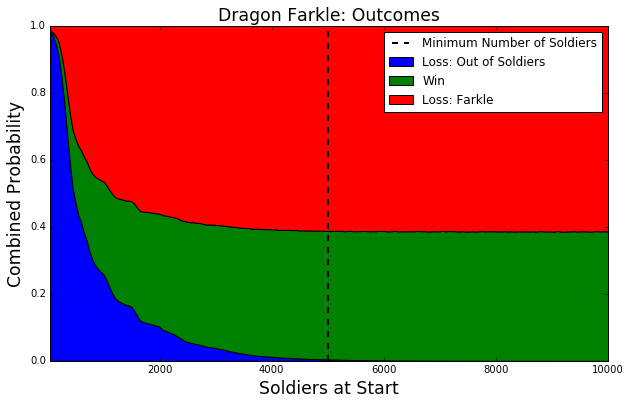 Dragon Farkle: Outcomes
Combined Probability
1.0
0.8
0.6
0.4
0.2
0.0
Minimum Number of Soldiers
Loss: Out of Soldiers
Win
Loss: Farkle
2000
4000
6000
8000
10000
Soldiers at Start